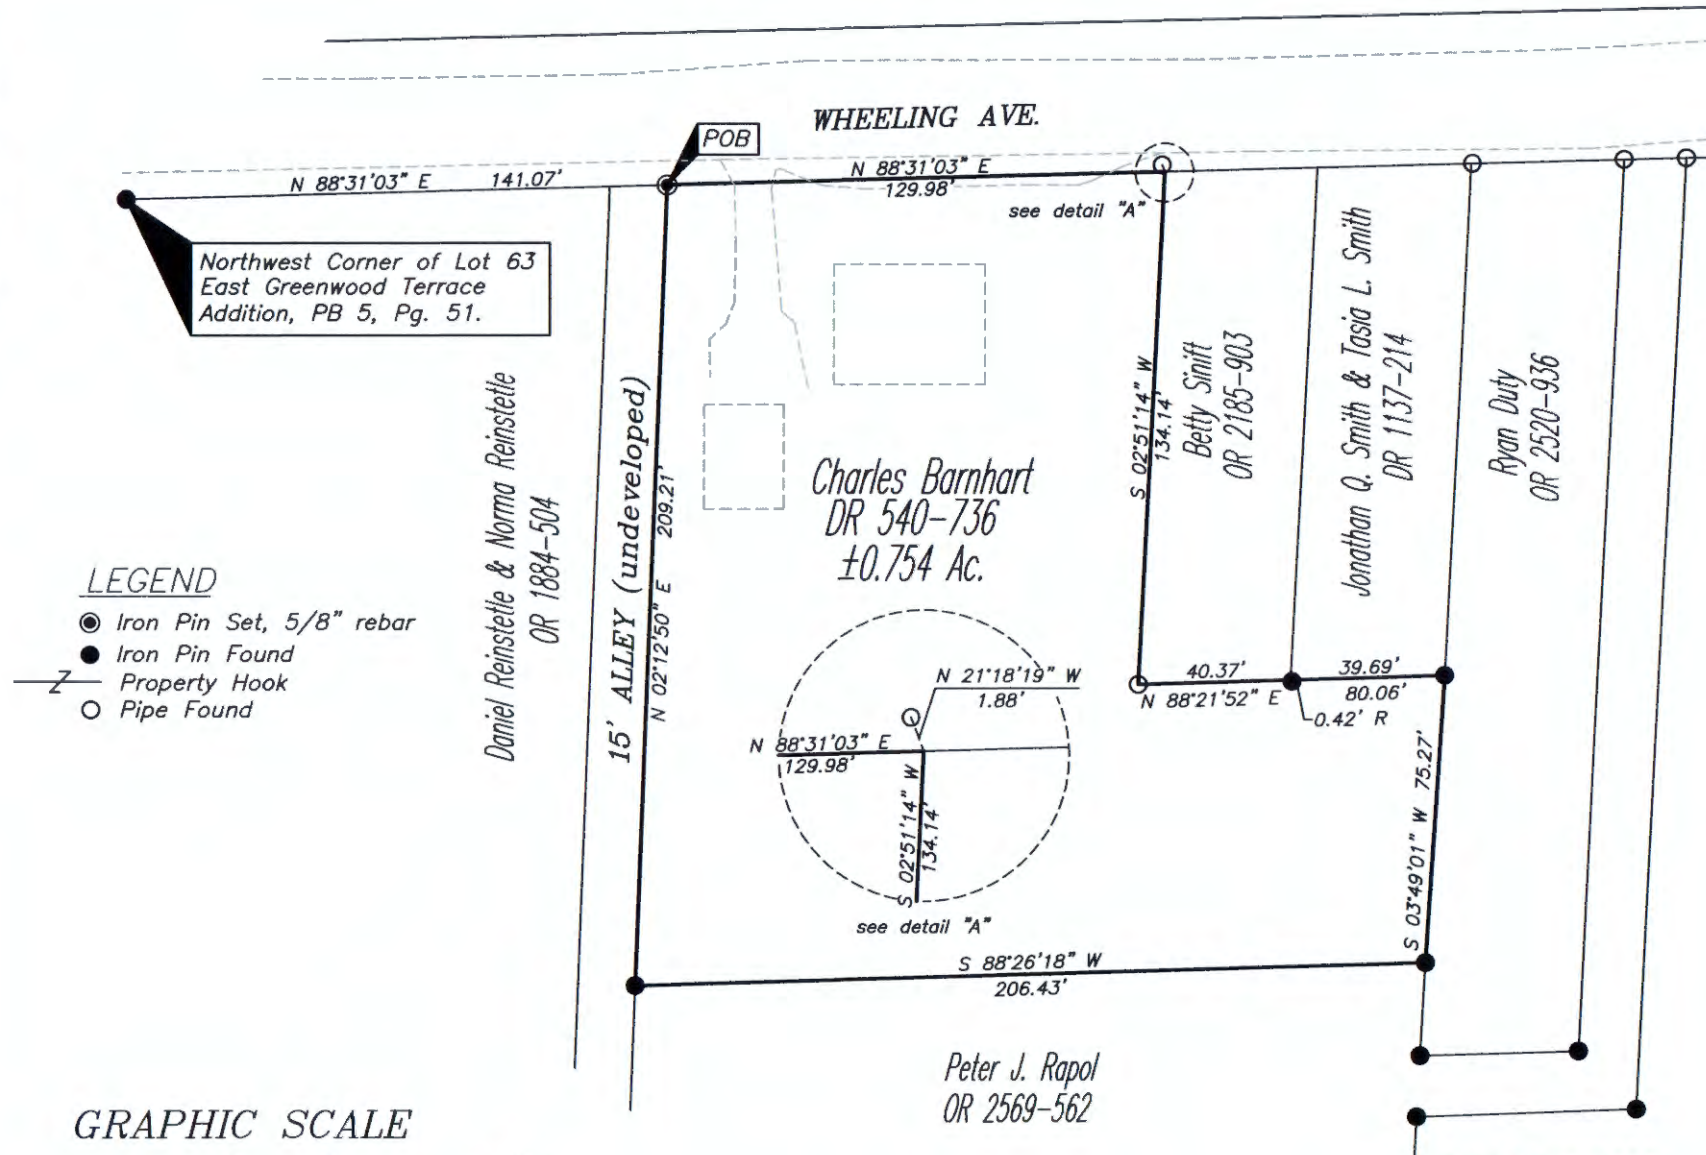 WHEELING AVE.
POB
N 88°31'03" E 141.07'
N 88°31'03" E
129.98'
see detail "A"
Northwest Corner of Lot 63
East Greenwood Terrace
Addition, PB 5, Pg. 51.
Daniel Reinstetle & Norma Reinstetle
OR 1884-504
15' ALLEY (undeveloped)
N 02°12'50" E 209.21'
Charles Barnhart
DR 540-736
±0.754 Ac.
S 02°51'14" W
134.14'
Betty Sinift
OR 2185-903
Jonathan Q. Smith & Tasia L. Smith
DR 1137-214
Ryan Duty
OR 2520-936
LEGEND
Iron Pin Set, 5/8" rebar
Iron Pin Found
Z
Property Hook
Pipe Found
N 21°18'19" W
1.88'
N 88°31'03" E
129.98'
S 02°51'14" W
134.14'
see detail "A"
40.37'
39.69'
N 88°21'52" E
80.06'
0.42' R
S 03°49'01" W 75.27'
S 88°26'18" W
206.43'
Peter J. Rapol
OR 2569-562
GRAPHIC SCALE